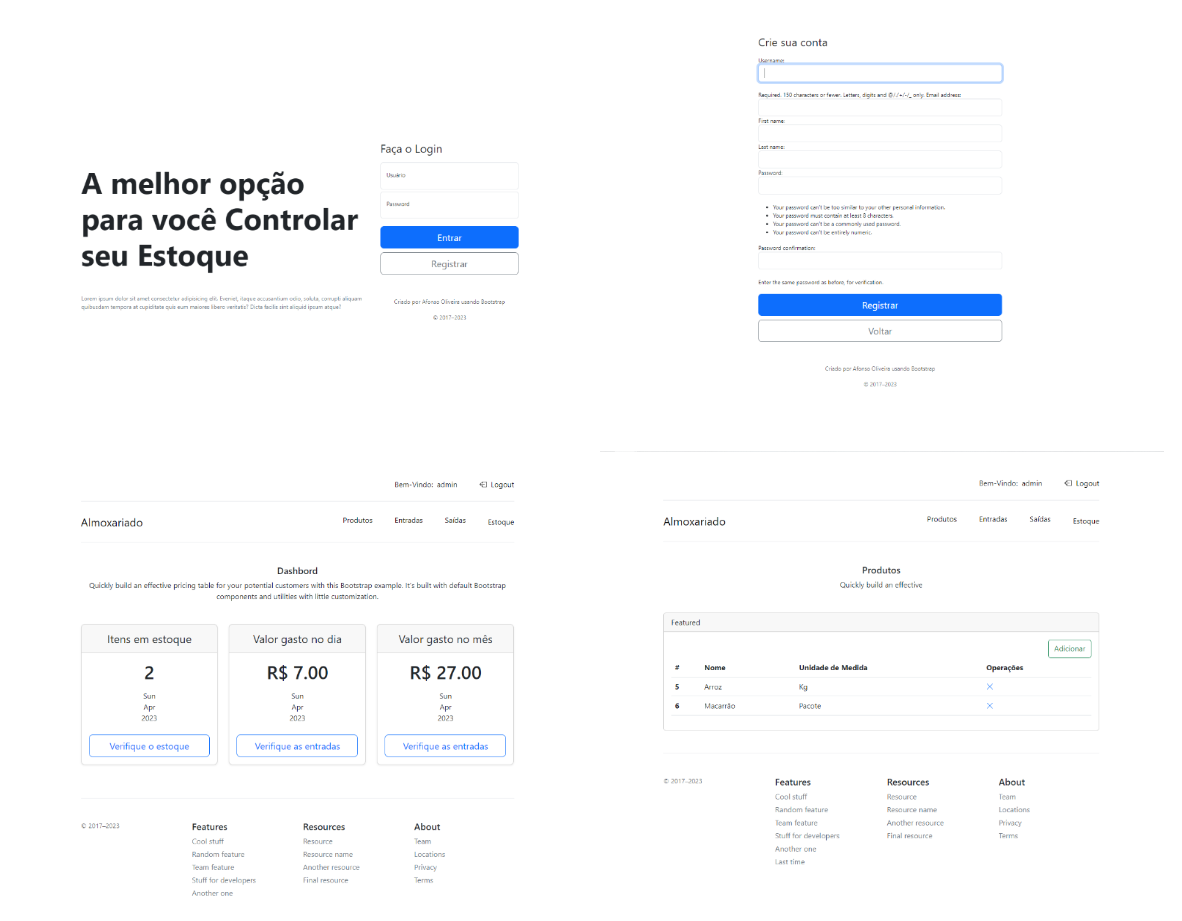 A melhor opção
para você Controlar
seu Estoque
Lorem ipsum dolor sit amet consectetur adipisicing elit. Eveniet, itaque accusantium odio, soluta, corrupti aliquam
quibusdam tempora at cupiditate quis eum maiores libero veritatis? Dicta facilis sint aliquid ipsum atque?
Faça o Login
Usuário
Password
Entrar
Registrar
Criado por Afonso Oliveira usando Bootstrap
© 2017–2023
Crie sua conta
Username:
Required. 150 characters or fewer. Letters, digits and @/./+/-/_ only. Email address:
First name:
Last name:
Password:
• Your password can't be too similar to your other personal information.
• Your password must contain at least 8 characters.
• Your password can't be a commonly used password.
• Your password can't be entirely numeric.
Password confirmation:
Enter the same password as before, for verification.
Registrar
Voltar
Criado por Afonso Oliveira usando Bootstrap
© 2017–2023
Bem-Vindo: admin Logout
Almoxariado Produtos Entradas Saídas Estoque
Dashbord
Quickly build an effective pricing table for your potential customers with this Bootstrap example. It's built with default Bootstrap
components and utilities with little customization.
Itens em estoque
2
Sun
Apr
2023
Verifique o estoque
Valor gasto no dia
R$ 7.00
Sun
Apr
2023
Verifique as entradas
Valor gasto no mês
R$ 27.00
Sun
Apr
2023
Verifique as entradas
© 2017–2023
Features
Cool stuff
Random feature
Team feature
Stuff for developers
Another one
Resources
Resource
Resource name
Another resource
Final resource
About
Team
Locations
Privacy
Terms
Bem-Vindo: admin Logout
Almoxariado Produtos Entradas Saídas Estoque
Produtos
Quickly build an effective
Featured
Adicionar
# Nome Unidade de Medida Operações
5 Arroz Kg
6 Macarrão Pacote
© 2017–2023
Features
Cool stuff
Random feature
Team feature
Stuff for developers
Another one
Last time
Resources
Resource
Resource name
Another resource
Final resource
About
Team
Locations
Privacy
Terms